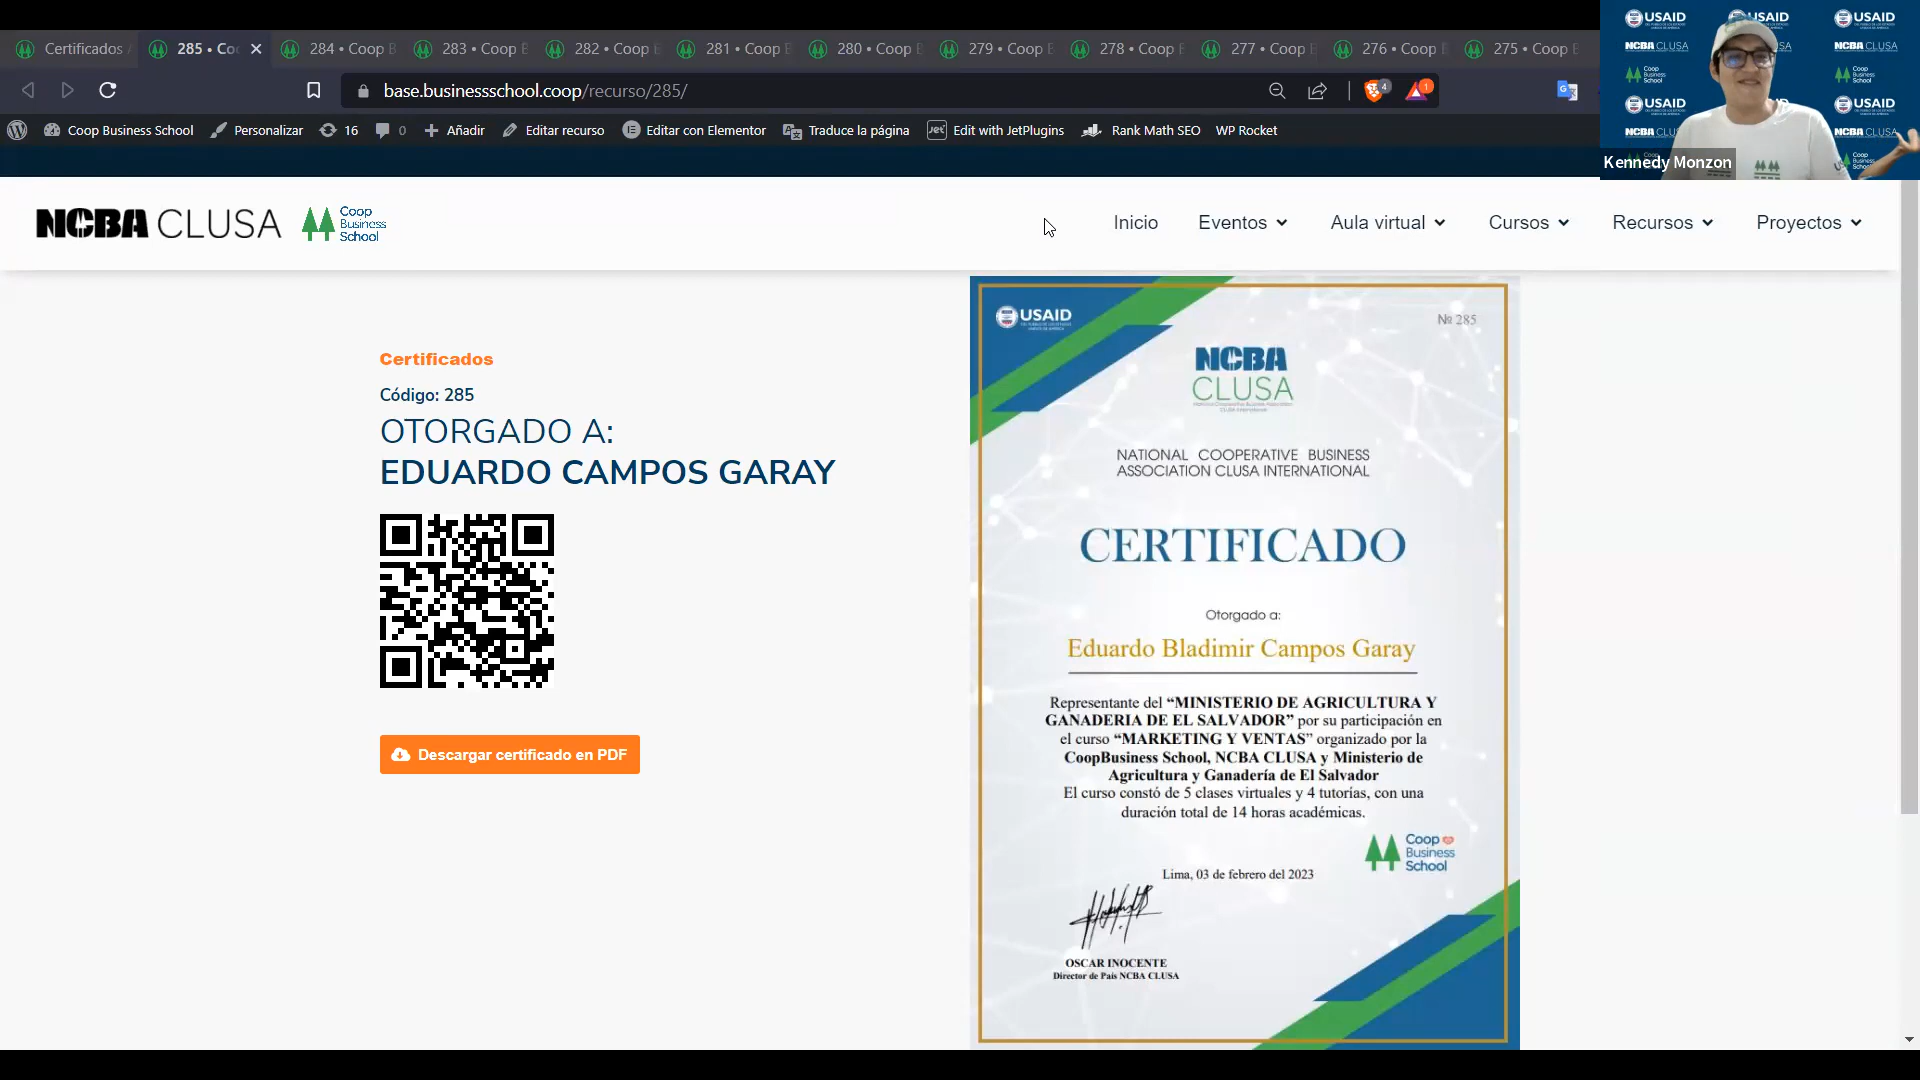 Certificados
285 • Co
284 • Coop B
283 • Coop B
282 • Coop
281 • Coop B
280 • Coop B
279 • Coop B
278 • Coop
277 • Coop B
276 • Coop
275 • Coop B
base.businessschool.coop/recurso/285/
4
1
Coop Business School
Personalizar
16
0
Añadir
Editar recurso
Editar con Elementor
Traduce la página
Edit with JetPlugins
Rank Math SEO
WP Rocket
USAID
NCBA CLUSA
Coop
Business
School
Kennedy Monzon
NCBA CLUSA
Coop
Business
School
Inicio
Eventos
Aula virtual
Cursos
Recursos
Proyectos
Certificados
Código: 285
OTORGADO A:
EDUARDO CAMPOS GARAY
Descargar certificado en PDF
USAID
№ 285
NCBA
CLUSA
NATIONAL COOPERATIVE BUSINESS
ASSOCIATION CLUSA INTERNATIONAL
CERTIFICADO
Otorgado a:
Eduardo Bladimir Campos Garay
Representante del “MINISTERIO DE AGRICULTURA Y
GANADERIA DE EL SALVADOR” por su participación en
el curso “MARKETING Y VENTAS” organizado por la
CoopBusiness School, NCBA CLUSA y Ministerio de
Agricultura y Ganadería de El Salvador
El curso constó de 5 clases virtuales y 4 tutorías, con una
duración total de 14 horas académicas.
Coop
Business
School
Lima, 03 de febrero del 2023
OSCAR INOCENTE
Director de País NCBA CLUSA